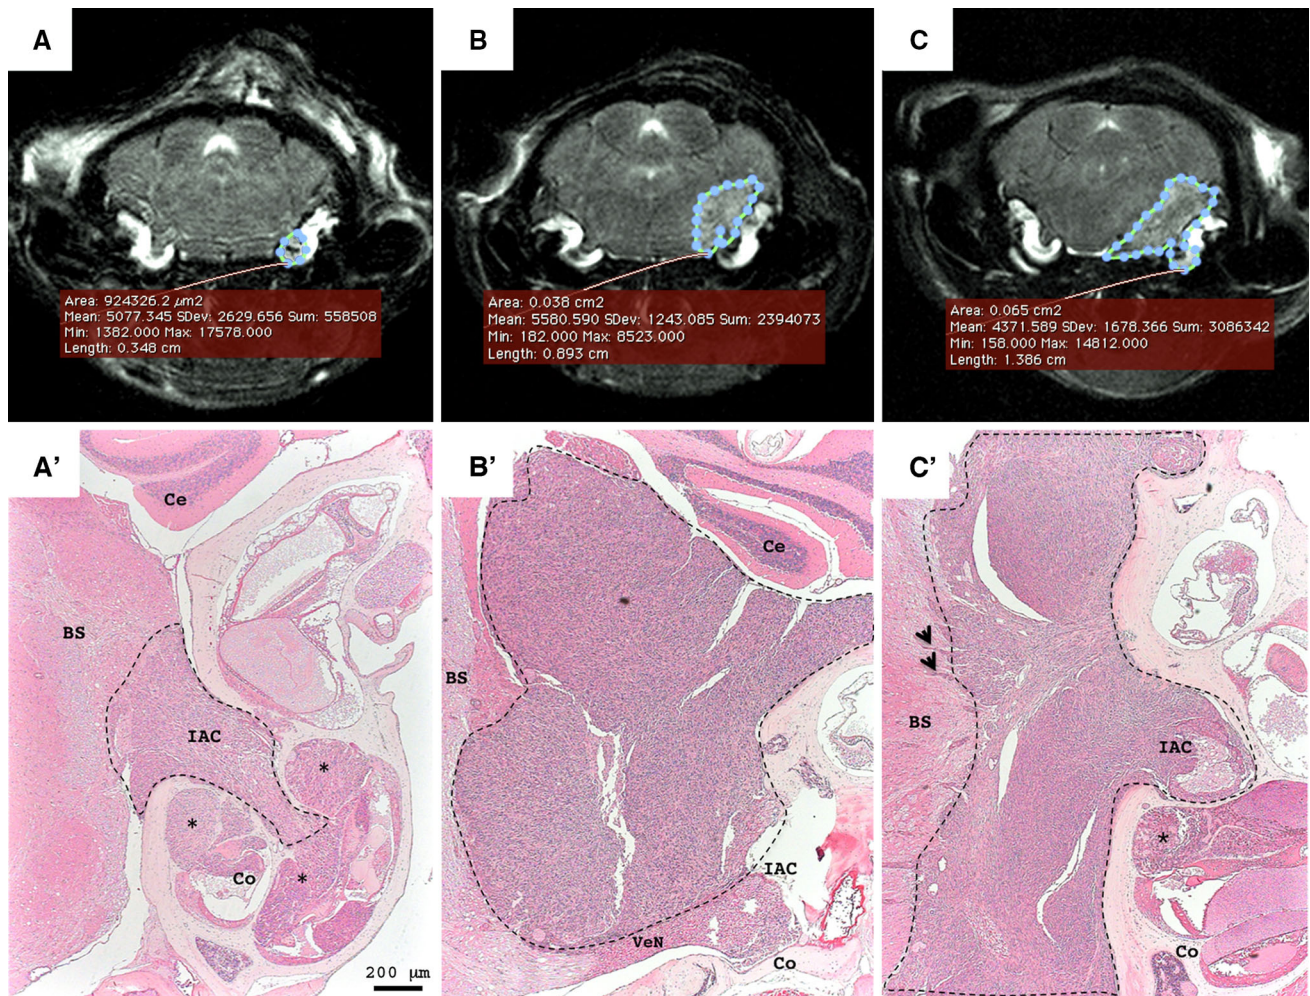 A
B
C
Area: 924326.2 µm2
Mean: 5077.345 SDev: 2629.656 Sum: 558508
Min: 1382.000 Max: 17578.000
Length: 0.348 cm
Area: 0.038 cm2
Mean: 5580.590 SDev: 1243.085 Sum: 2394073
Min: 182.000 Max: 8523.000
Length: 0.893 cm
Area: 0.065 cm2
Mean: 4371.589 SDev: 1678.366 Sum: 3086342
Min: 158.000 Max: 14812.000
Length: 1.386 cm
A’
Ce
BS
IAC
*
*
*
Co
200 µm
B’
Ce
BS
IAC
VeN
Co
C’
BS
IAC
*
Co